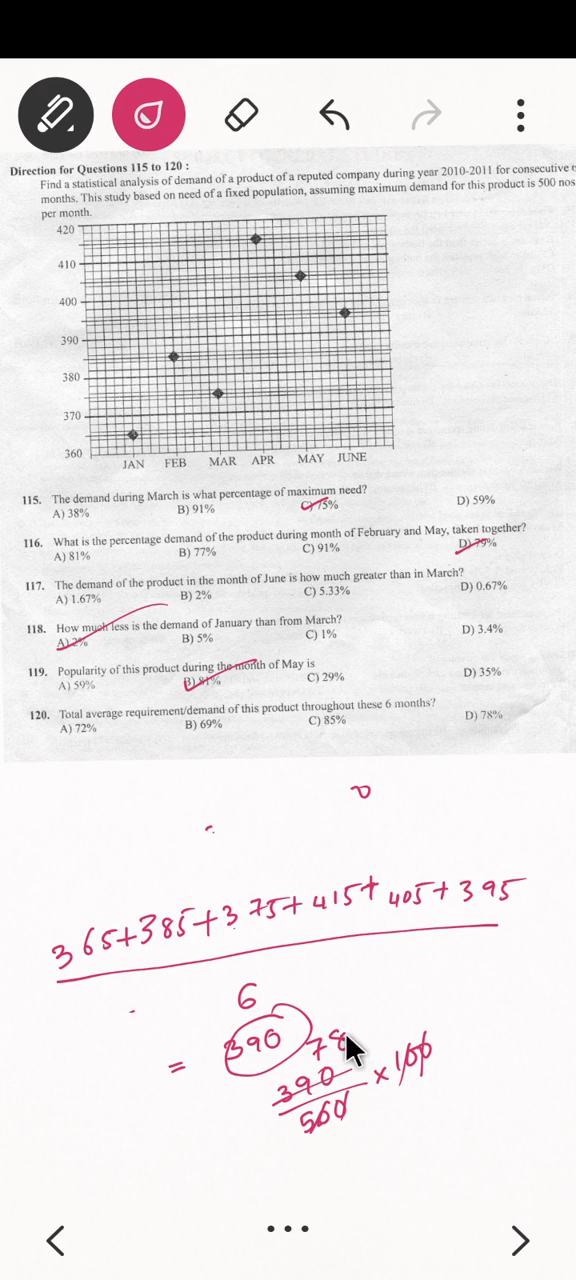 Direction for Questions 115 to 120 :
Find a statistical analysis of demand of a product of a reputed company during year 2010-2011 for consecutive
months. This study based on need of a fixed population, assuming maximum demand for this product is 500 nos
per month.
420
410
400
390
380
370
360
JAN FEB MAR APR MAY JUNE
115. The demand during March is what percentage of maximum need?
A) 38% B) 91% C) 75% D) 59%
116. What is the percentage demand of the product during month of February and May, taken together?
A) 81% B) 77% C) 91% D) 79%
117. The demand of the product in the month of June is how much greater than in March?
A) 1.67% B) 2% C) 5.33% D) 0.67%
118. How much less is the demand of January than from March?
A) 2% B) 5% C) 1% D) 3.4%
119. Popularity of this product during the month of May is
A) 59% B) 81% C) 29% D) 35%
120. Total average requirement/demand of this product throughout these 6 months?
A) 72% B) 69% C) 85% D) 78%
365+385+375+415+405+395
6
= 390 78
390 × 100
500